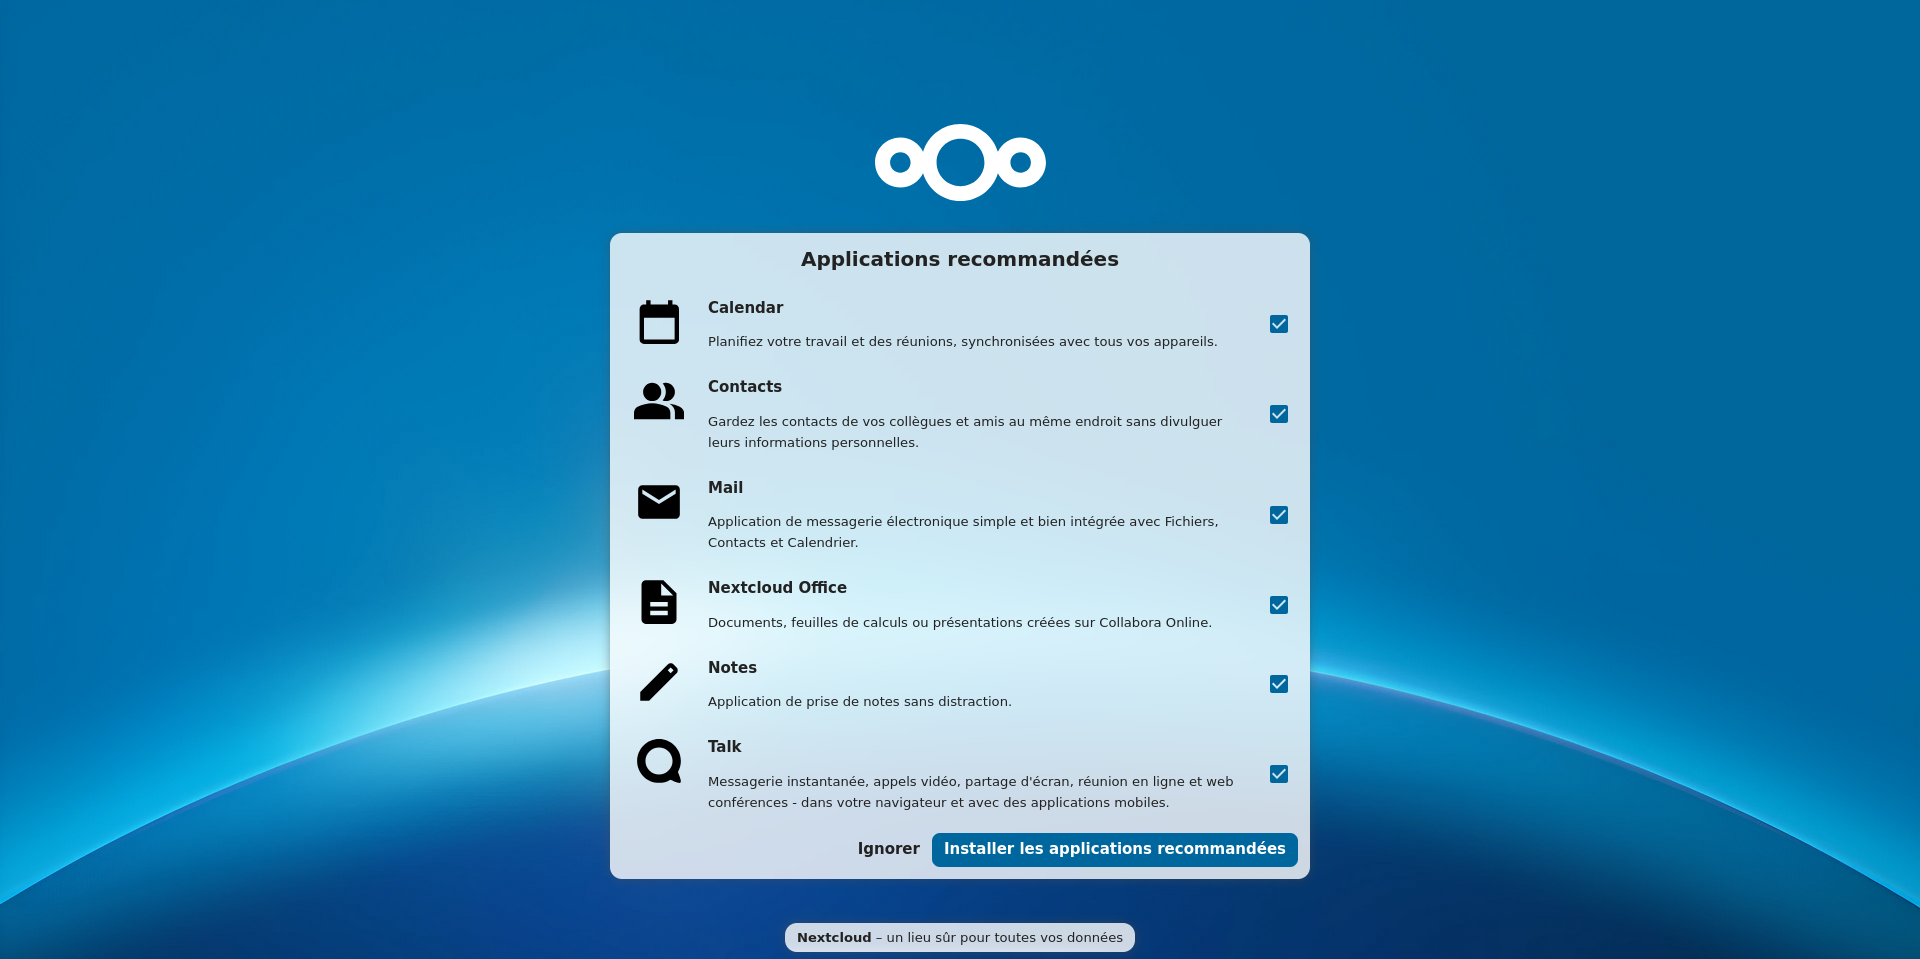 Applications recommandées
Calendar
Planifiez votre travail et des réunions, synchronisées avec tous vos appareils.
Contacts
Gardez les contacts de vos collègues et amis au même endroit sans divulguer
leurs informations personnelles.
Mail
Application de messagerie électronique simple et bien intégrée avec Fichiers,
Contacts et Calendrier.
Nextcloud Office
Documents, feuilles de calculs ou présentations créées sur Collabora Online.
Notes
Application de prise de notes sans distraction.
Talk
Messagerie instantanée, appels vidéo, partage d'écran, réunion en ligne et web
conférences - dans votre navigateur et avec des applications mobiles.
Ignorer
Installer les applications recommandées
Nextcloud – un lieu sûr pour toutes vos données